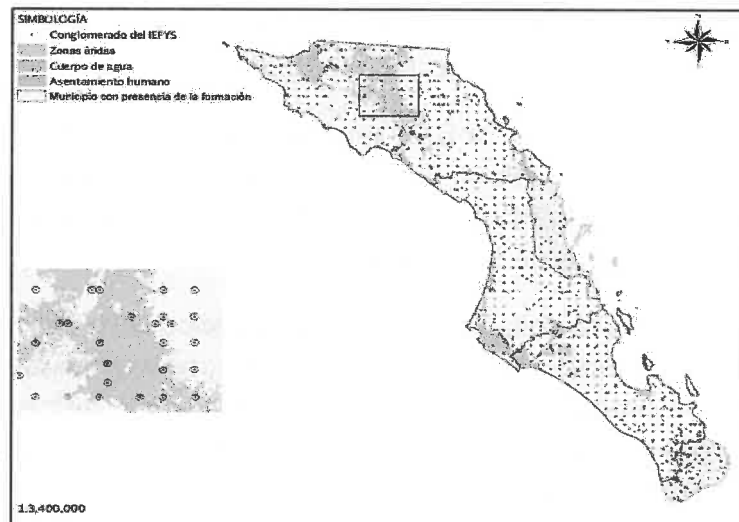 SIMBOLOGÍA
Conglomerado del IEFYS
Zonas áridas
Cuerpo de agua
Asentamiento humano
Municipio con presencia de la formación
1:3,400,000